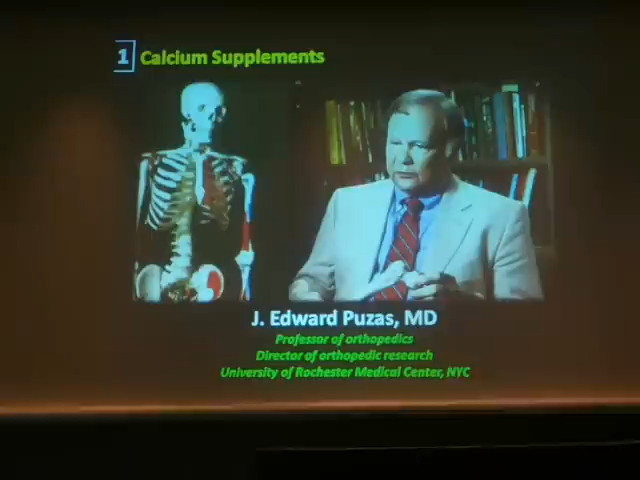 1 Calcium Supplements
J. Edward Puzas, MD
Professor of orthopedics
Director of orthopedic research
University of Rochester Medical Center, NYC